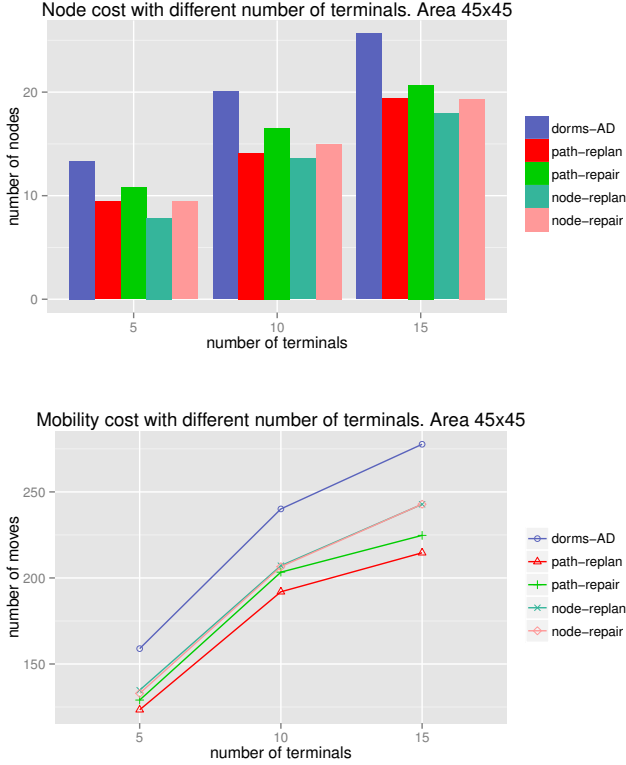 Node cost with different number of terminals. Area 45x45
number of nodes
20
10
0
5
10
15
number of terminals
dorms-AD
path-replan
path-repair
node-replan
node-repair
Mobility cost with different number of terminals. Area 45x45
number of moves
250
200
150
5
10
15
number of terminals
dorms-AD
path-replan
path-repair
node-replan
node-repair